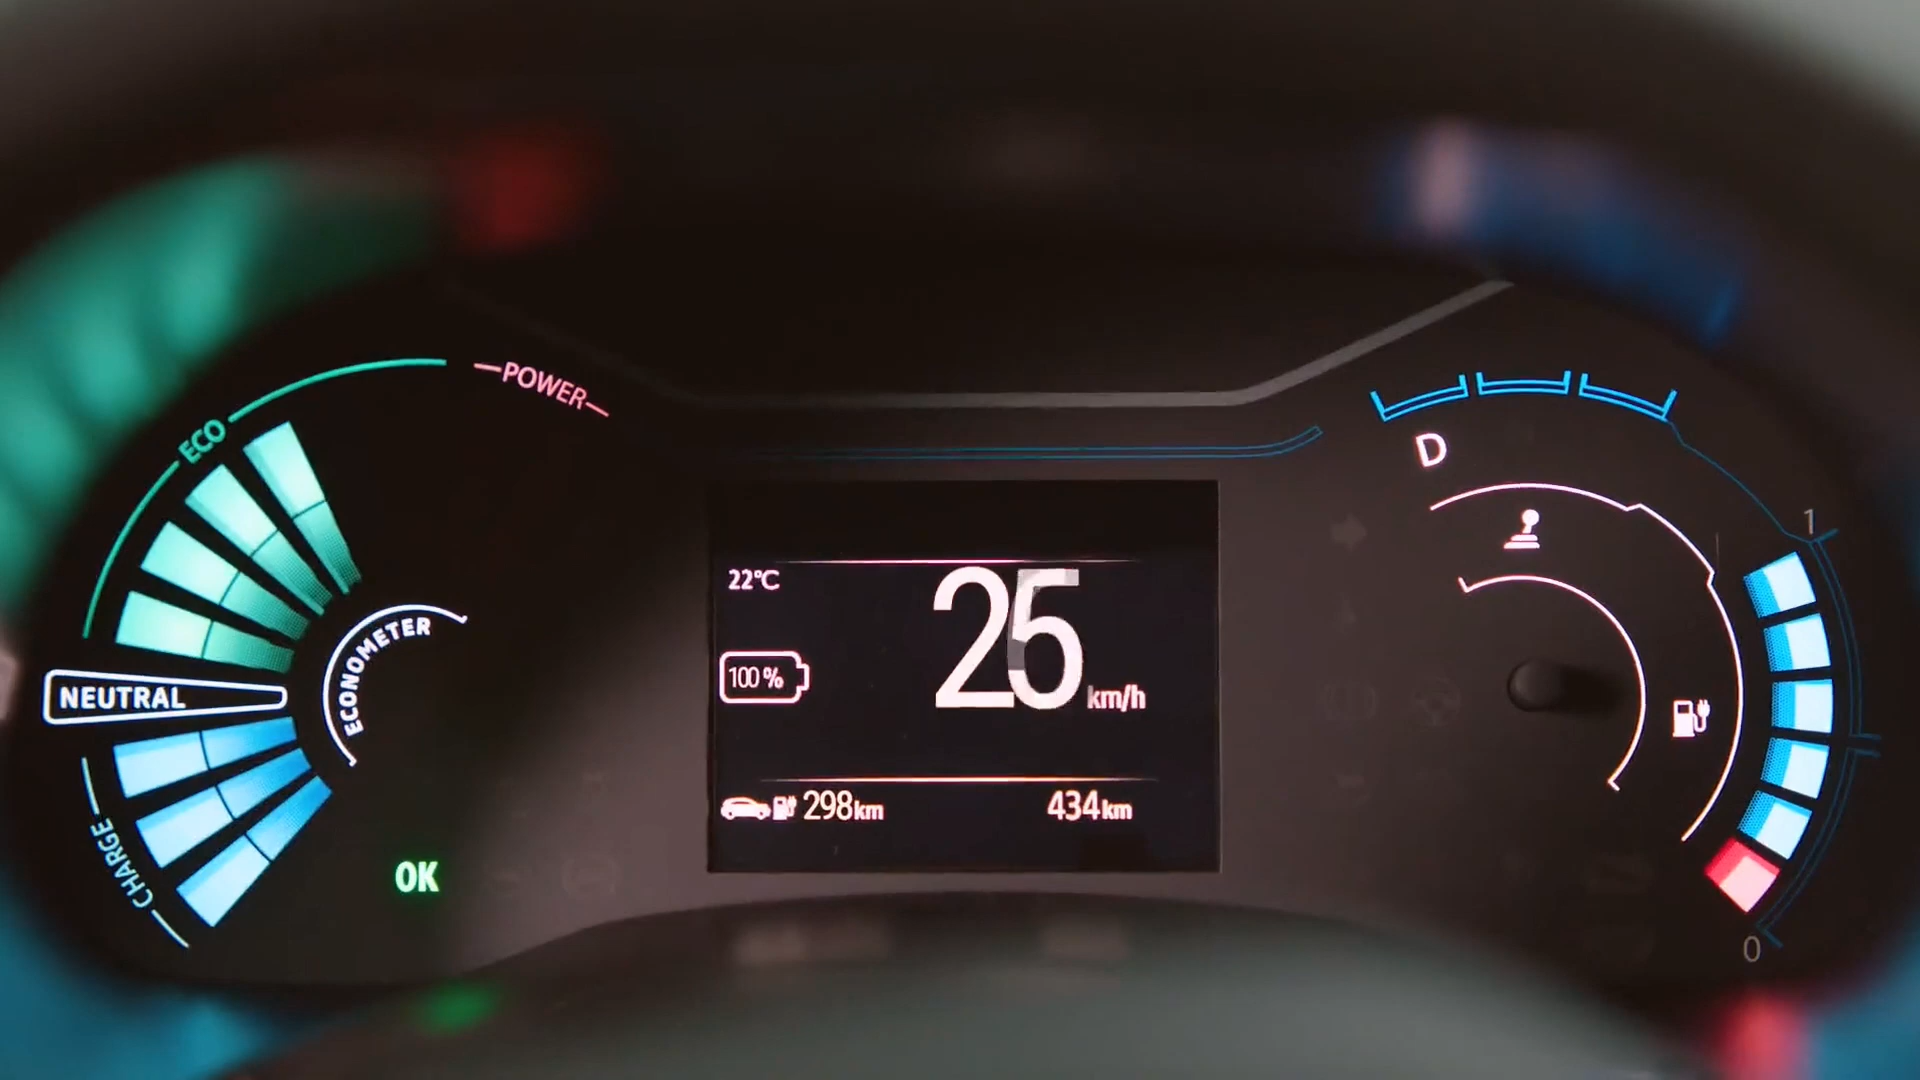 POWER
ECO
D
1
22°C
25
km/h
ECONOMETER
100 %
NEUTRAL
298km
434km
CHARGE
OK
0